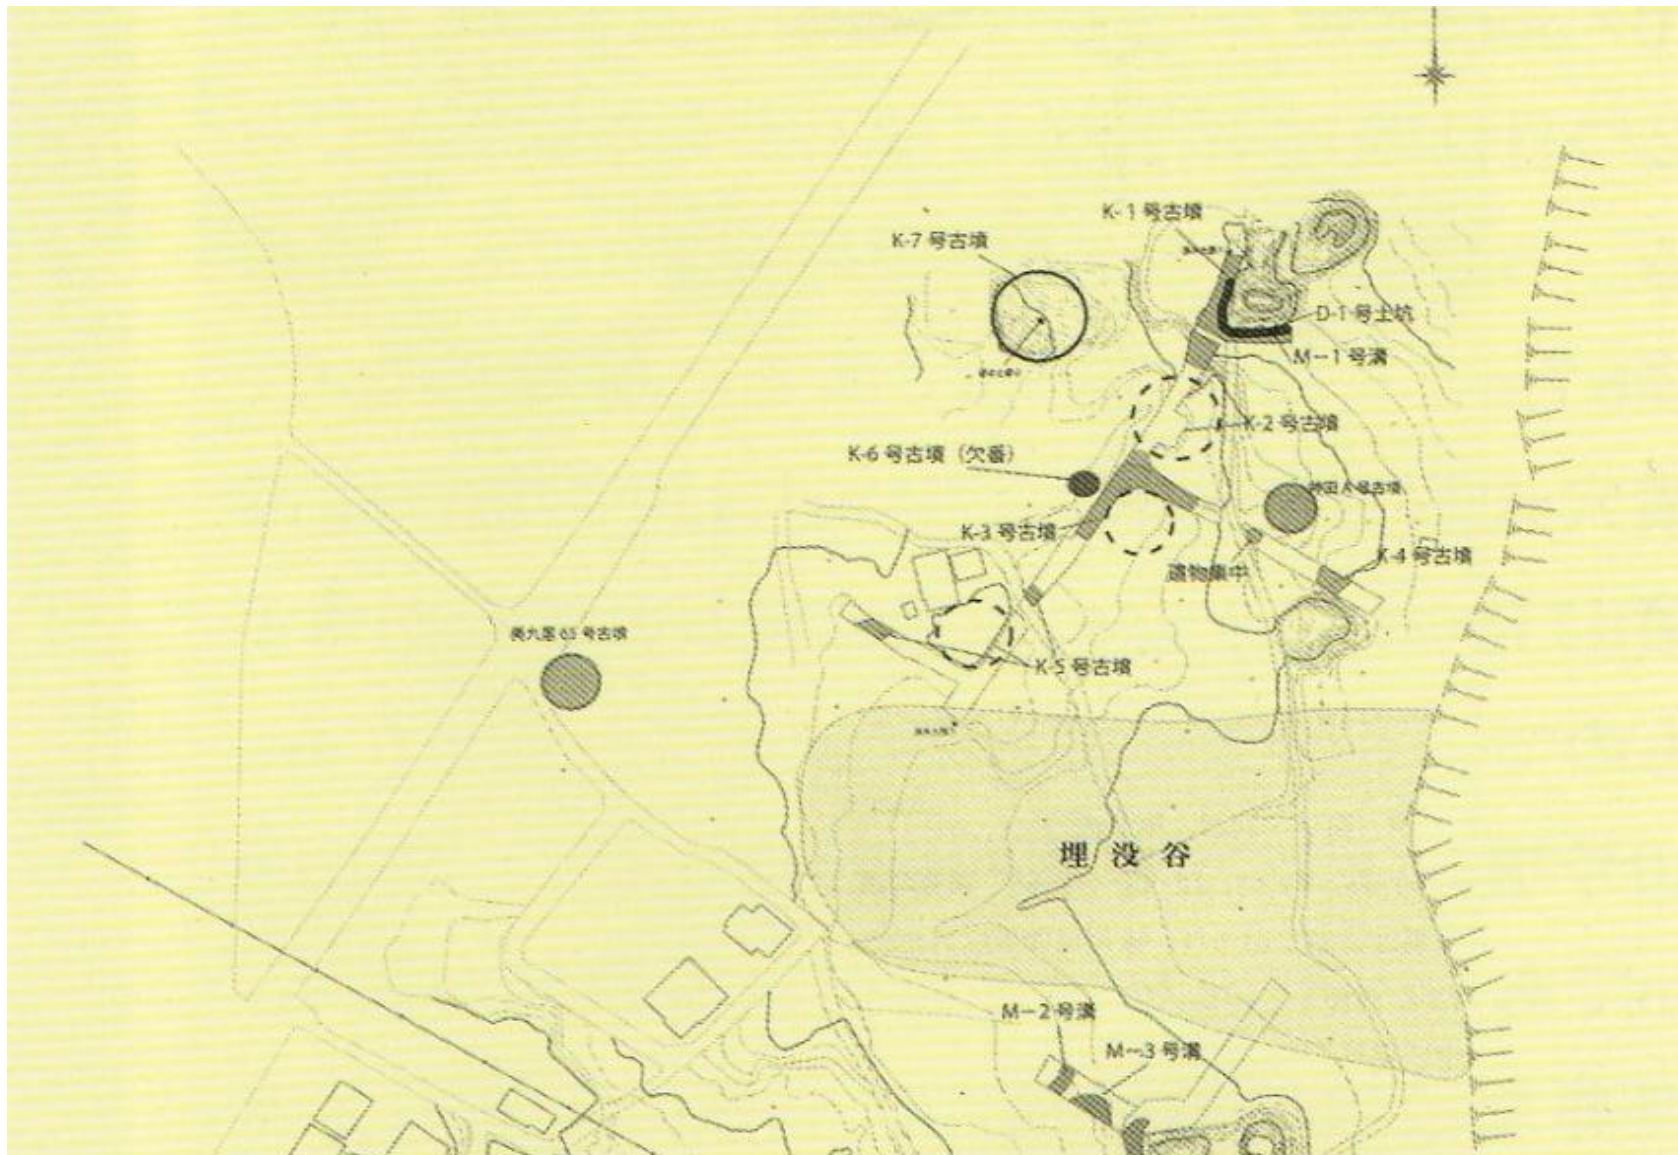 K-1号古墳
K-7号古墳
D-1号土坑
M-1号溝
K-2号古墳
K-6号古墳（欠番）
K-3号古墳
K-4号古墳
遺物集中
K-5号古墳
埋没谷
M-2号溝
M-3号溝